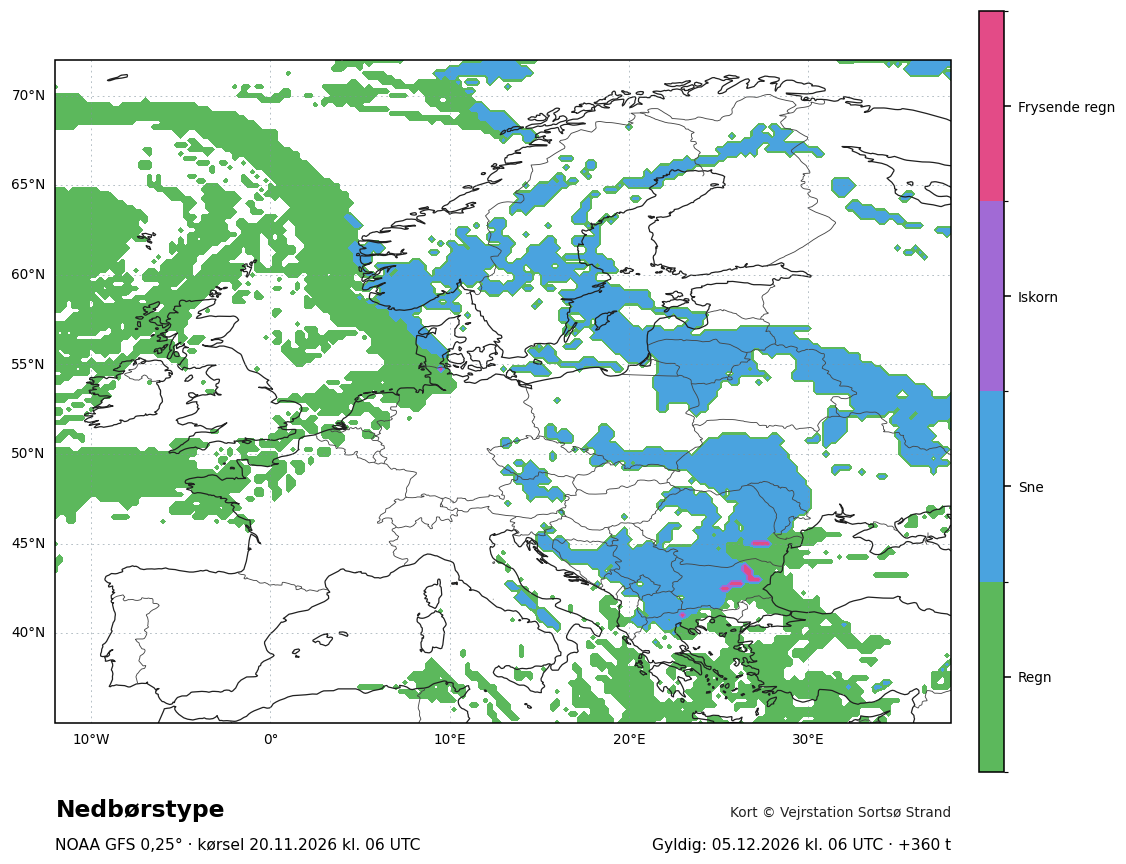 Frysende regn
Iskorn
Sne
Regn
70°N
65°N
60°N
55°N
50°N
45°N
40°N
10°W
0°
10°E
20°E
30°E
Nedbørstype
Kort © Vejrstation Sortsø Strand
NOAA GFS 0,25° · kørsel 20.11.2026 kl. 06 UTC
Gyldig: 05.12.2026 kl. 06 UTC · +360 t